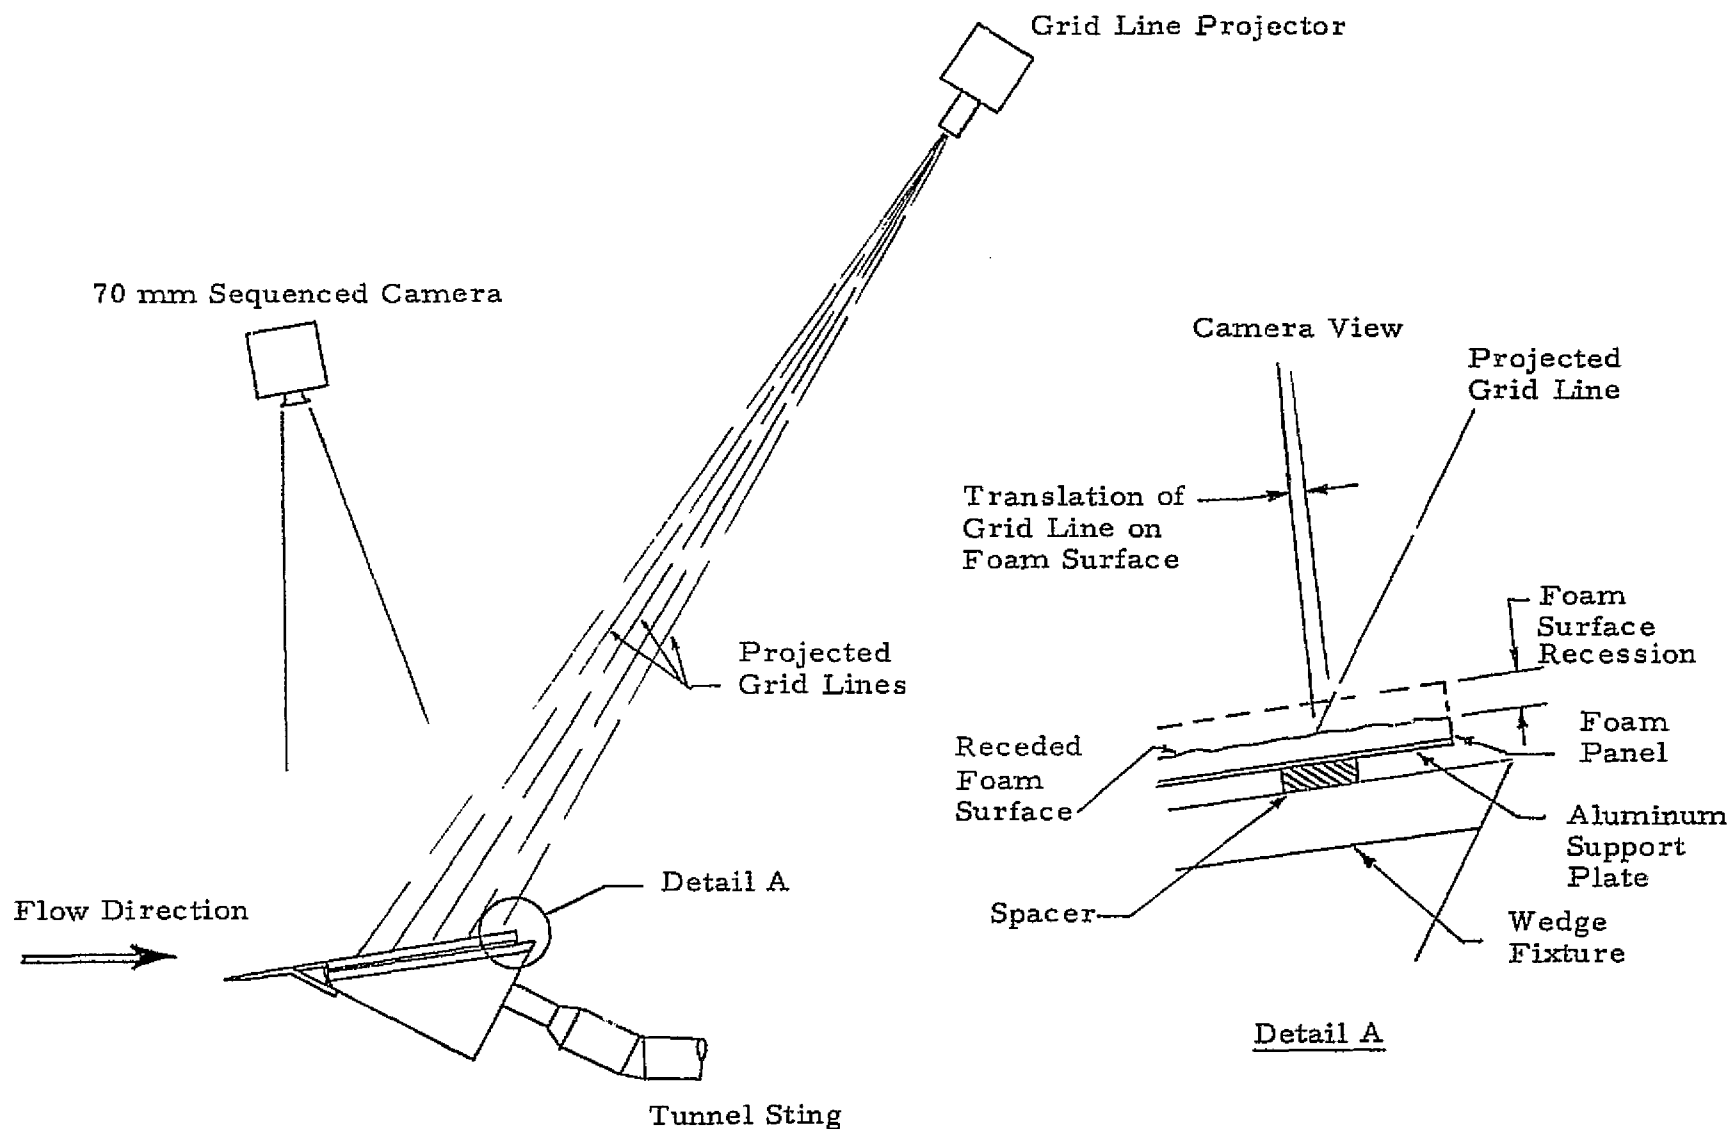 Grid Line Projector
70 mm Sequenced Camera
Projected
Grid Lines
Detail A
Flow Direction
Tunnel Sting
Camera View
Projected
Grid Line
Translation of
Grid Line on
Foam Surface
Foam
Surface
Recession
Receded
Foam
Surface
Foam
Panel
Aluminum
Support
Plate
Spacer
Wedge
Fixture
Detail A